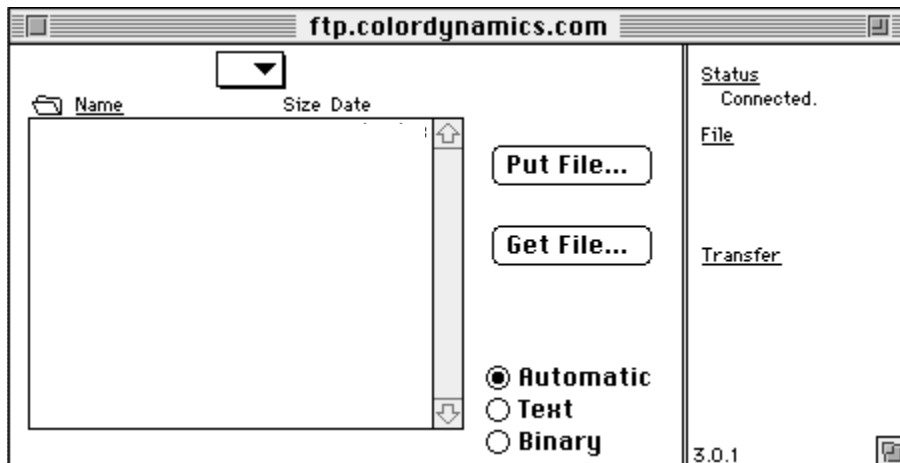 ftp.colordynamics.com
Name Size Date
Put File...
Get File...
Automatic
Text
Binary
Status
Connected.
File
Transfer
3.0.1